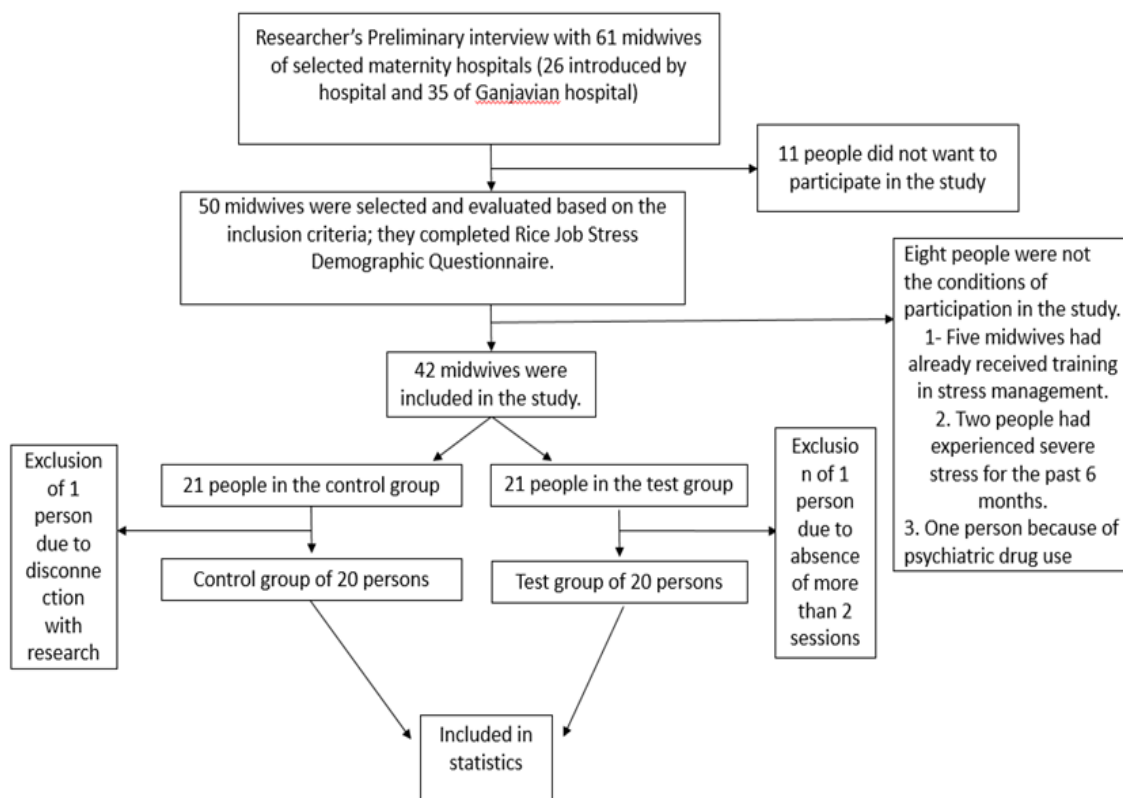 Researcher's Preliminary interview with 61 midwives
of selected maternity hospitals (26 introduced by
hospital and 35 of Ganjavian hospital)
11 people did not want to
participate in the study
50 midwives were selected and evaluated based on the
inclusion criteria; they completed Rice Job Stress
Demographic Questionnaire.
Eight people were not
the conditions of
participation in the study.
1- Five midwives had
already received training
in stress management.
2. Two people had
experienced severe
stress for the past 6
months.
3. One person because of
psychiatric drug use
42 midwives were
included in the study.
Exclusion
of 1
person
due to
disconne
ction
with
research
21 people in the control group
21 people in the test group
Exclusio
n of 1
person
due to
absence
of more
than 2
sessions
Control group of 20 persons
Test group of 20 persons
Included in
statistics